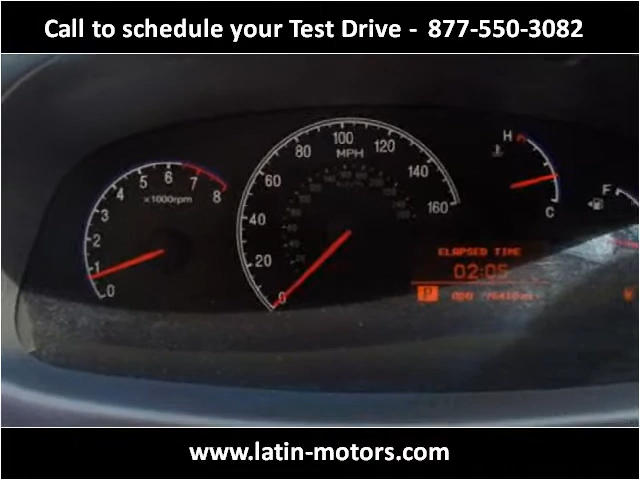 Call to schedule your Test Drive - 877-550-3082
0 1 2 3 4 5 6 7 8
x1000rpm
0 20 40 60 80 100 120 140 160
MPH
H
C
F
ELAPSED TIME
02:05
P ODO
www.latin-motors.com